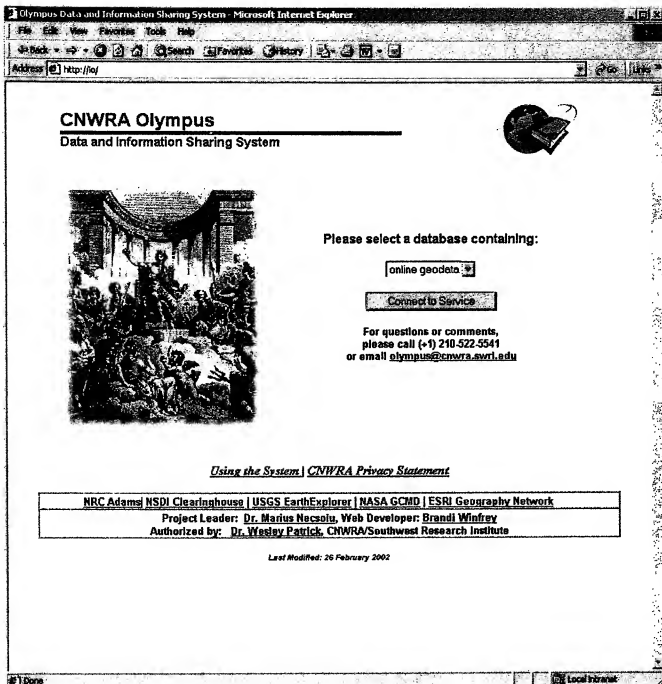 Olympus Data and Information Sharing System - Microsoft Internet Explorer
File Edit View Favorites Tools Help
Back Search Favorites History
Address http://io/ Go Links
CNWRA Olympus
Data and Information Sharing System
Please select a database containing:
online geodata
Connect to Service
For questions or comments,
please call (+1) 210-522-5541
or email olympus@cnwra.swri.edu
Using the System | CNWRA Privacy Statement
NRC Adams| NSDI Clearinghouse | USGS EarthExplorer | NASA GCMD | ESRI Geography Network
Project Leader: Dr. Marius Necsoiu, Web Developer: Brandi Winfrey
Authorized by: Dr. Wesley Patrick, CNWRA/Southwest Research Institute
Last Modified: 26 February 2002
Done Local intranet